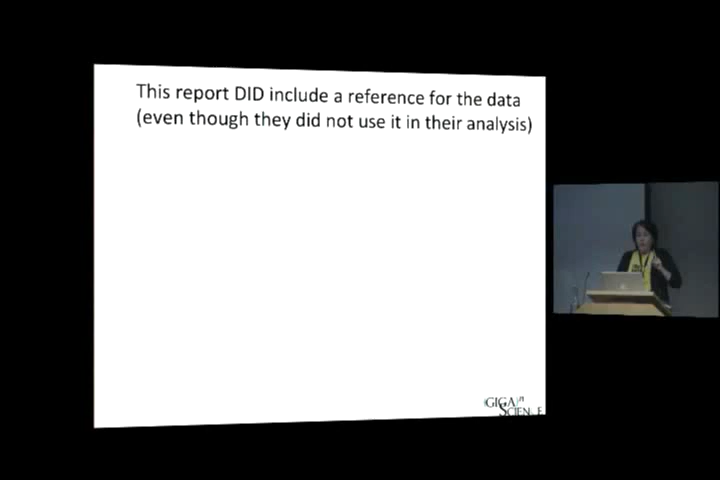 This report DID include a reference for the data
(even though they did not use it in their analysis)
(GIGA)n
SCIENCE